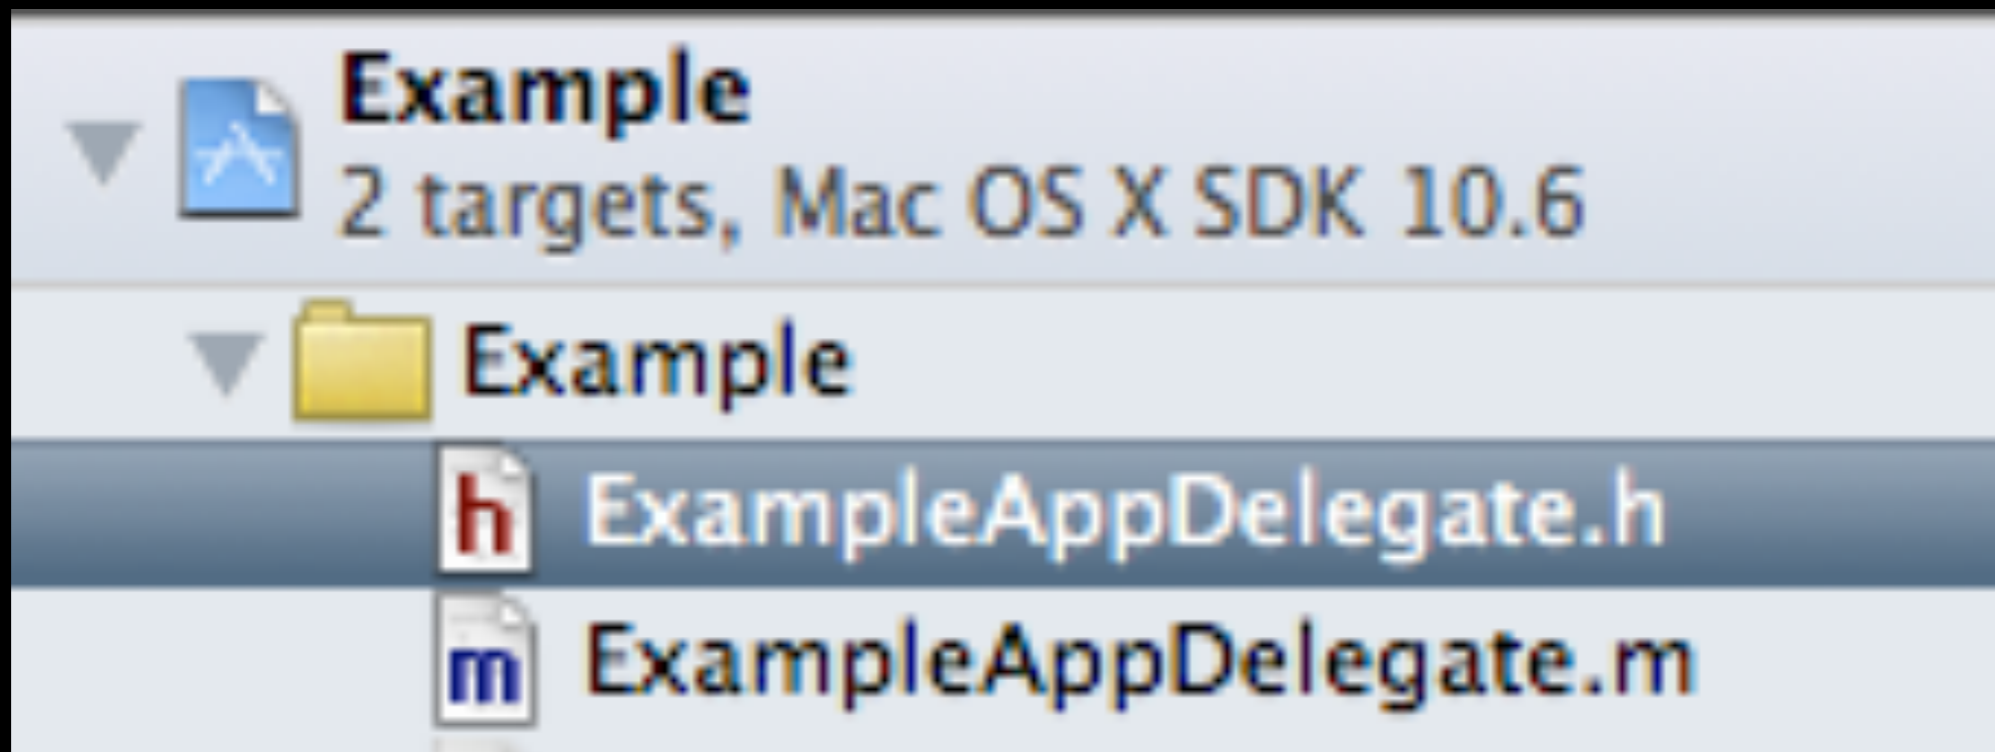 Example
2 targets, Mac OS X SDK 10.6
Example
h ExampleAppDelegate.h
m ExampleAppDelegate.m